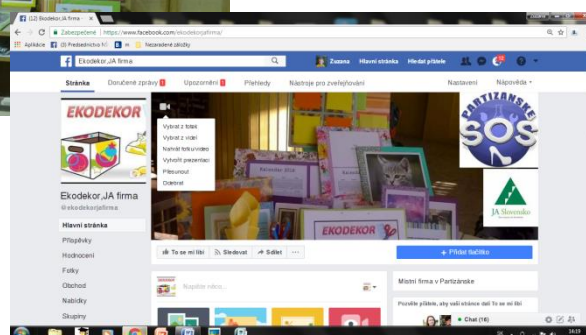 (12) Ekodekor,JA firma
Zabezpečené | https://www.facebook.com/ekodekorjafirma/
Aplikácie
Nezaradené záložky
Ekodekor,JA firma
Zuzana Hlavní stránka Hledat přátele
Stránka Doručené zprávy 1 Upozornění Přehledy Nástroje pro zveřejňování Nastavení Nápověda
EKODEKOR
Vybrat z fotek
Vybrat z videí
Nahrát fotku/video
Vytvořit prezentaci
Přesunout
Odebrat
PARTIZÁNSKE
SOS
JA Slovensko
EKODEKOR
Ekodekor,JA firma
@ekodekorjafirma
Hlavní stránka
Příspěvky
Hodnocení
Fotky
Obchod
Nabídky
Skupiny
To se mi líbí Sledovat Sdílet ...
+ Přidat tlačítko
Napište něco...
Místní firma v Partizánske
Pozvěte přátele, aby vaší stránce dali To se mi líbí
Chat (16)